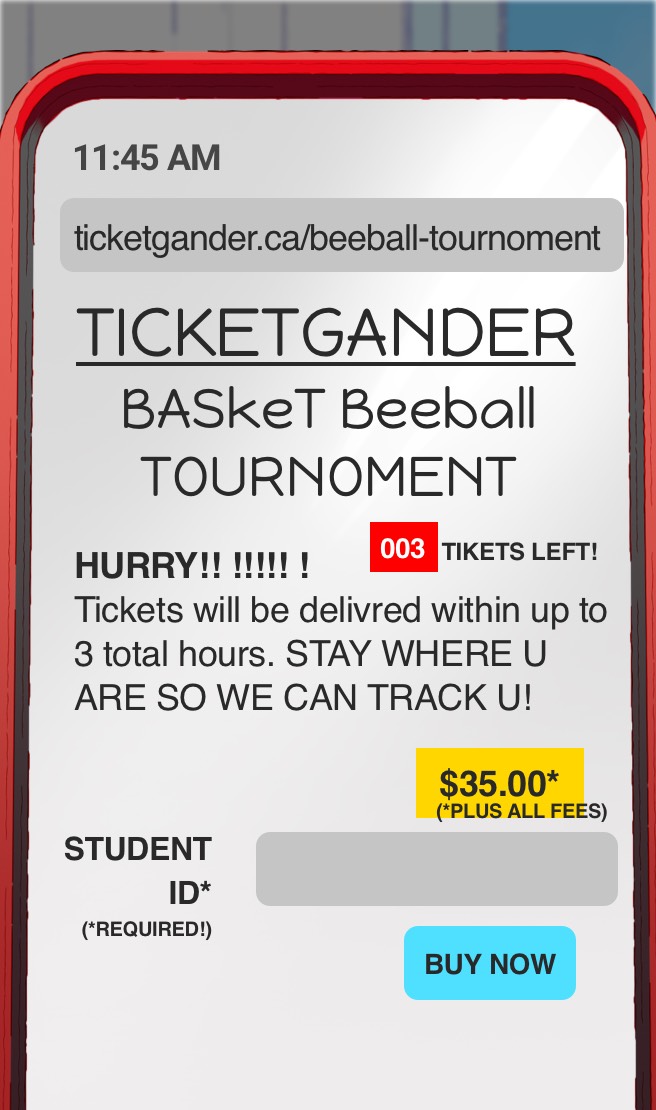 11:45 AM
ticketgander.ca/beeball-tournoment
TICKETGANDER
BASkeT Beeball
TOURNOMENT
003 TIKETS LEFT!
HURRY!! !!!!! !
Tickets will be delivred within up to
3 total hours. STAY WHERE U
ARE SO WE CAN TRACK U!
$35.00*
(*PLUS ALL FEES)
STUDENT
ID*
(*REQUIRED!)
BUY NOW